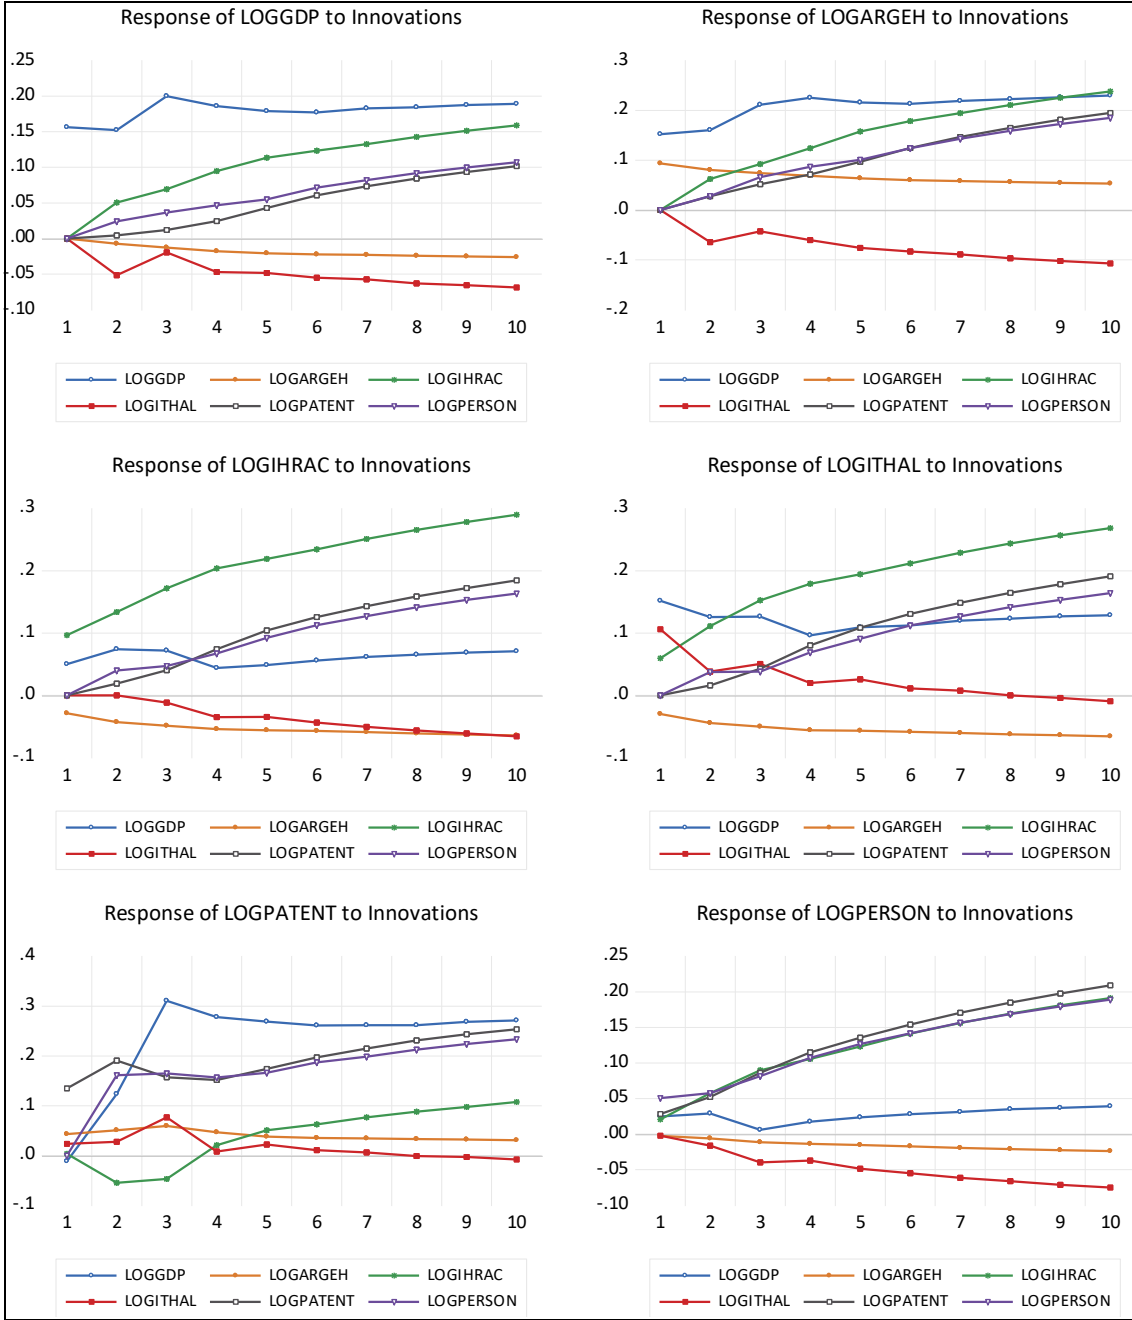 Response of LOGGDP to Innovations
.25
.20
.15
.10
.05
.00
-.05
-.10
1 2 3 4 5 6 7 8 9 10
LOGGDP LOGARGEH LOGIHRAC
LOGITHAL LOGPATENT LOGPERSON
Response of LOGARGEH to Innovations
.3
.2
.1
.0
-.1
-.2
1 2 3 4 5 6 7 8 9 10
LOGGDP LOGARGEH LOGIHRAC
LOGITHAL LOGPATENT LOGPERSON
Response of LOGIHRAC to Innovations
.3
.2
.1
.0
-.1
1 2 3 4 5 6 7 8 9 10
LOGGDP LOGARGEH LOGIHRAC
LOGITHAL LOGPATENT LOGPERSON
Response of LOGITHAL to Innovations
.3
.2
.1
.0
-.1
1 2 3 4 5 6 7 8 9 10
LOGGDP LOGARGEH LOGIHRAC
LOGITHAL LOGPATENT LOGPERSON
Response of LOGPATENT to Innovations
.4
.3
.2
.1
.0
-.1
1 2 3 4 5 6 7 8 9 10
LOGGDP LOGARGEH LOGIHRAC
LOGITHAL LOGPATENT LOGPERSON
Response of LOGPERSON to Innovations
.25
.20
.15
.10
.05
.00
-.05
-.10
1 2 3 4 5 6 7 8 9 10
LOGGDP LOGARGEH LOGIHRAC
LOGITHAL LOGPATENT LOGPERSON